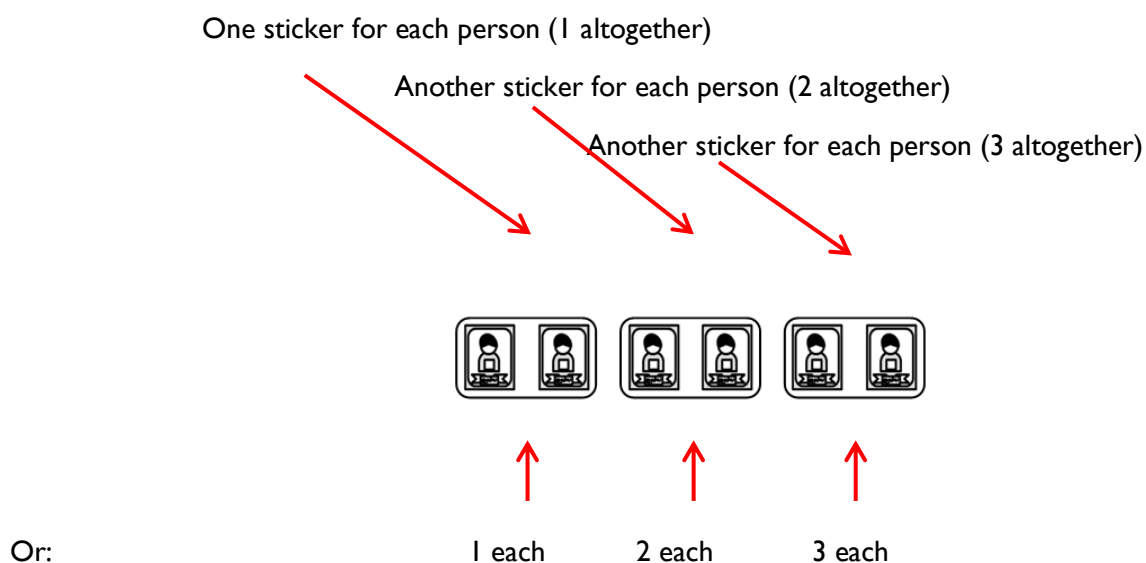 One sticker for each person (1 altogether)
Another sticker for each person (2 altogether)
Another sticker for each person (3 altogether)
Or: 1 each 2 each 3 each